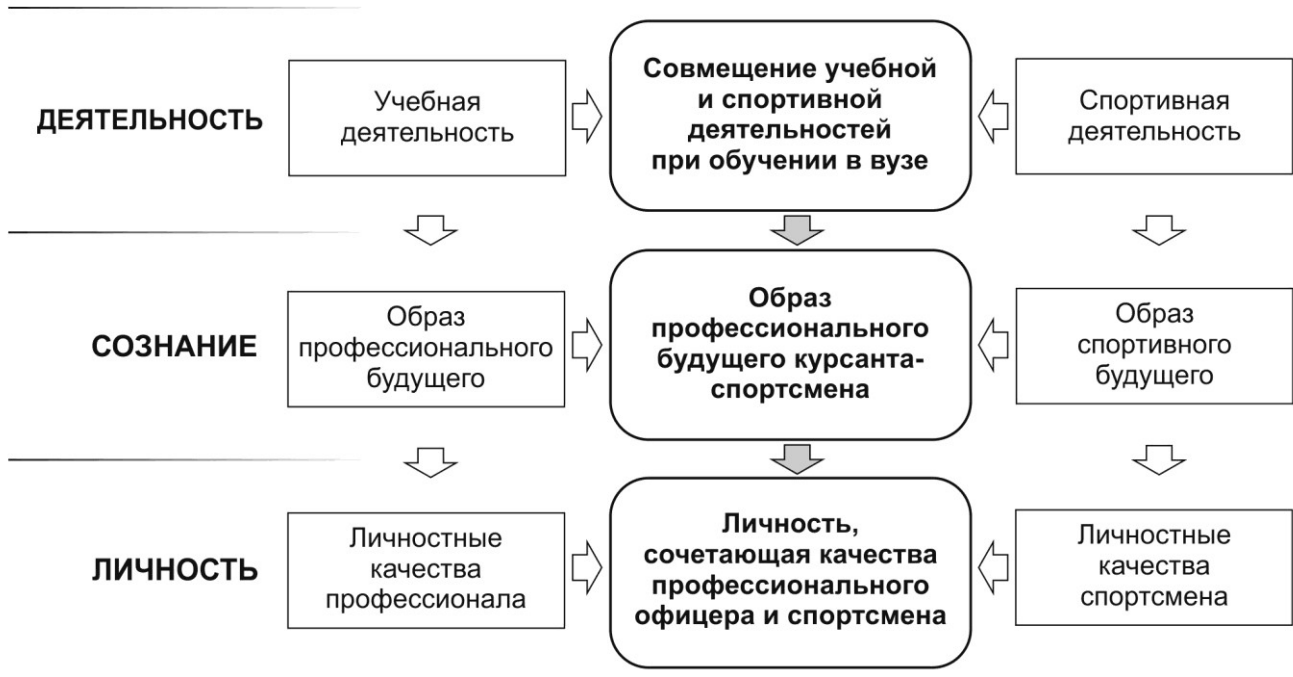 ДЕЯТЕЛЬНОСТЬ
Учебная
деятельность
Совмещение учебной
и спортивной
деятельностей
при обучении в вузе
Спортивная
деятельность
СОЗНАНИЕ
Образ
профессионального
будущего
Образ
профессионального
будущего курсанта-
спортсмена
Образ
спортивного
будущего
ЛИЧНОСТЬ
Личностные
качества
профессионала
Личность,
сочетающая качества
профессионального
офицера и спортсмена
Личностные
качества
спортсмена